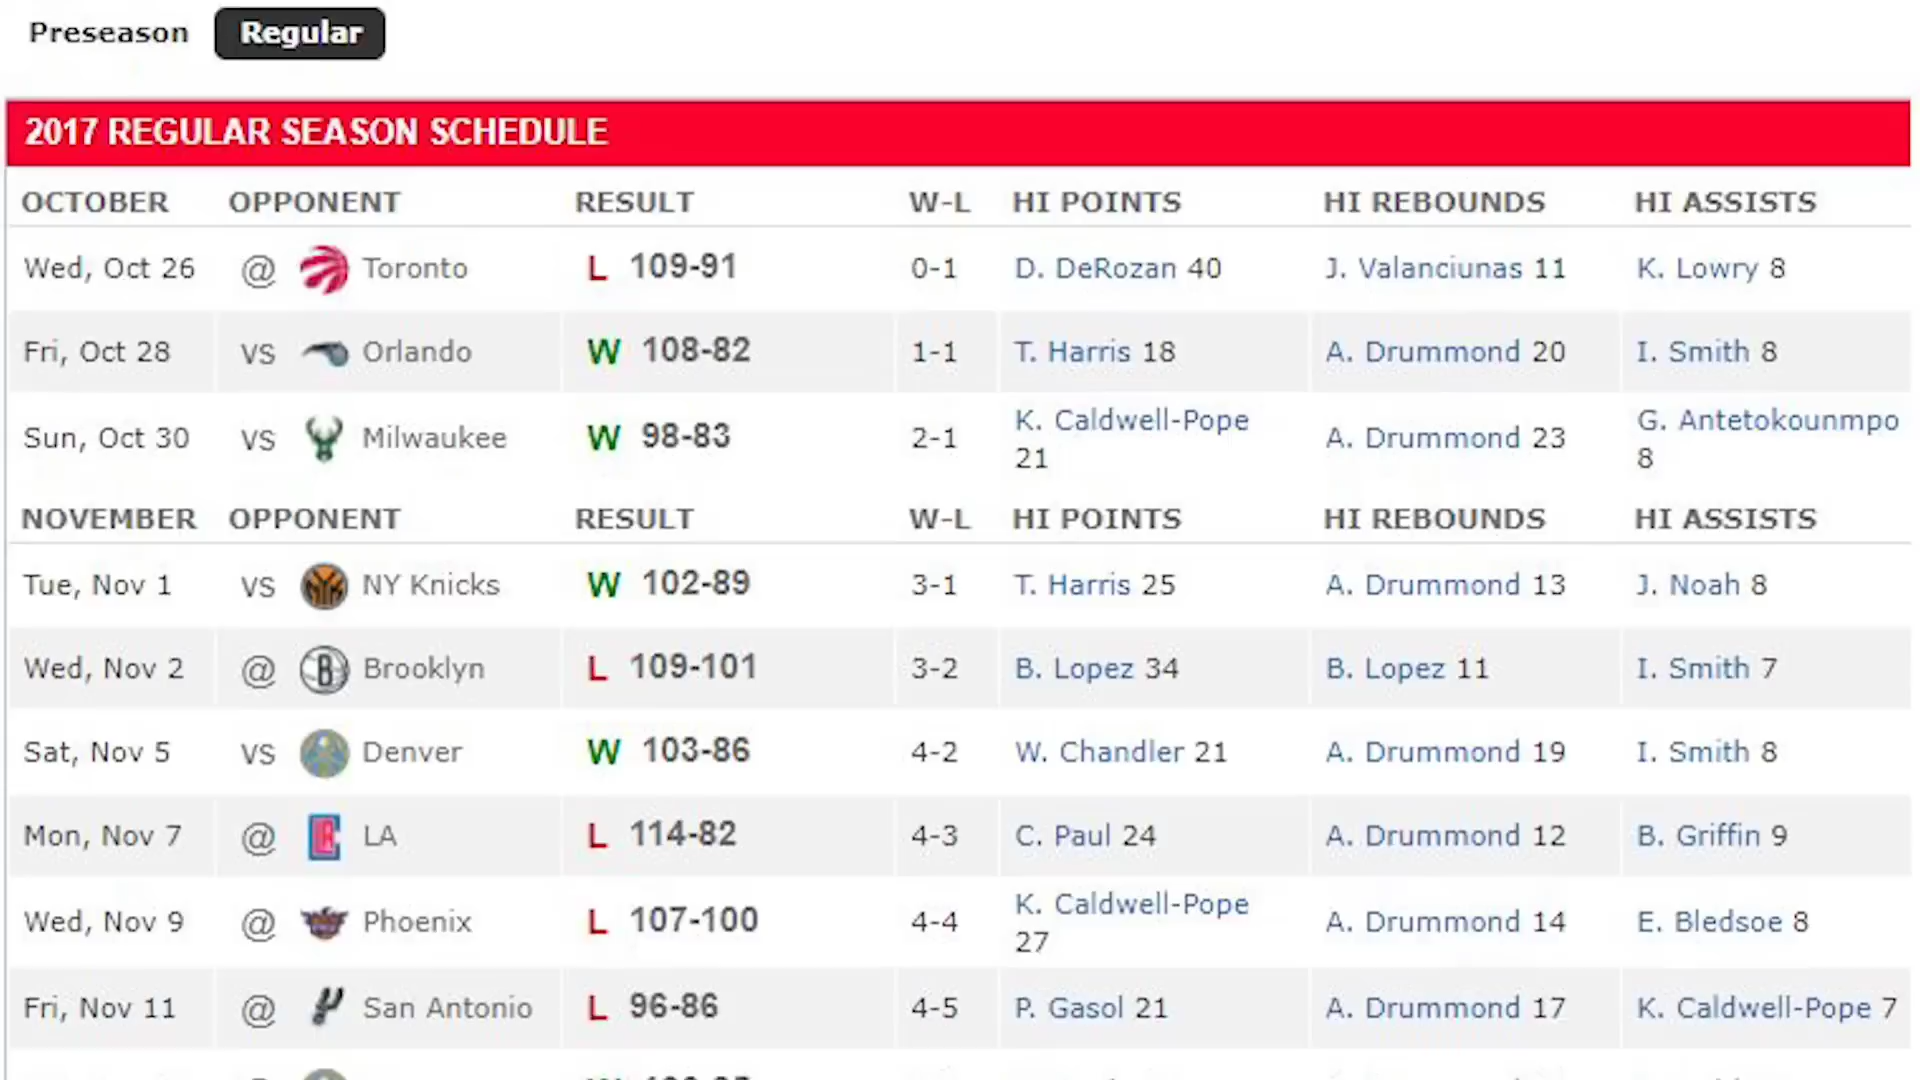 Preseason Regular
2017 REGULAR SEASON SCHEDULE
OCTOBER OPPONENT RESULT W-L HI POINTS HI REBOUNDS HI ASSISTS
Wed, Oct 26 @ Toronto L 109-91 0-1 D. DeRozan 40 J. Valanciunas 11 K. Lowry 8
Fri, Oct 28 vs Orlando W 108-82 1-1 T. Harris 18 A. Drummond 20 I. Smith 8
Sun, Oct 30 vs Milwaukee W 98-83 2-1 K. Caldwell-Pope 21 A. Drummond 23 G. Antetokounmpo 8
NOVEMBER OPPONENT RESULT W-L HI POINTS HI REBOUNDS HI ASSISTS
Tue, Nov 1 vs NY Knicks W 102-89 3-1 T. Harris 25 A. Drummond 13 J. Noah 8
Wed, Nov 2 @ B Brooklyn L 109-101 3-2 B. Lopez 34 B. Lopez 11 I. Smith 7
Sat, Nov 5 vs Denver W 103-86 4-2 W. Chandler 21 A. Drummond 19 I. Smith 8
Mon, Nov 7 @ LA L 114-82 4-3 C. Paul 24 A. Drummond 12 B. Griffin 9
Wed, Nov 9 @ Phoenix L 107-100 4-4 K. Caldwell-Pope 27 A. Drummond 14 E. Bledsoe 8
Fri, Nov 11 @ San Antonio L 96-86 4-5 P. Gasol 21 A. Drummond 17 K. Caldwell-Pope 7